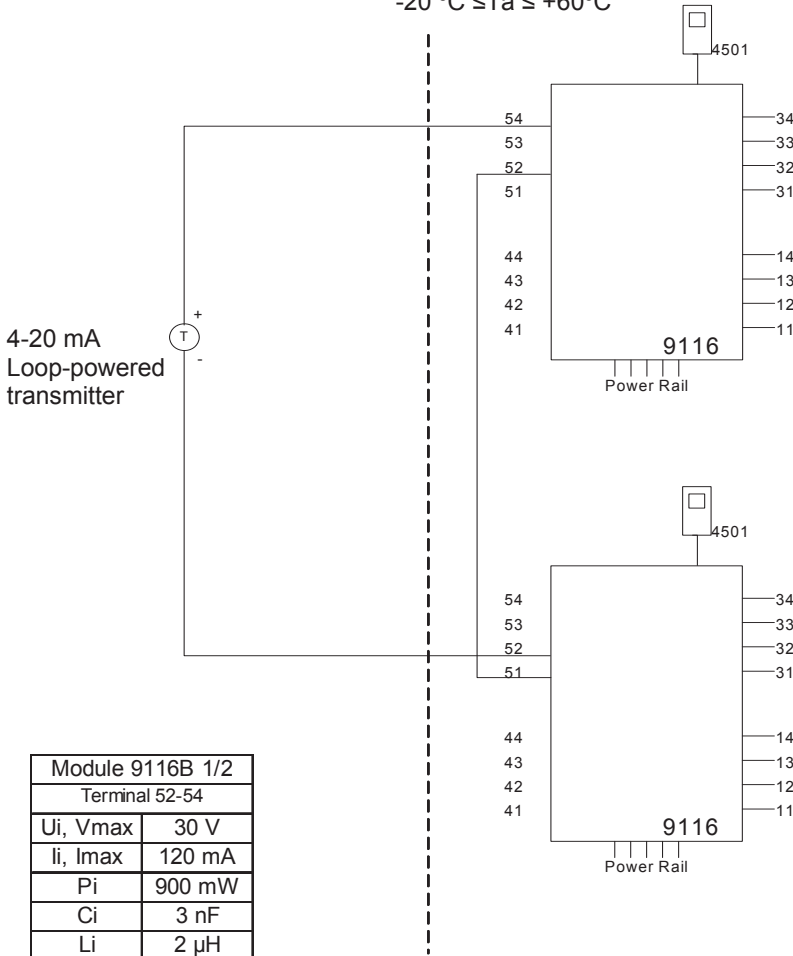 -20 °C ≤Ta ≤ +60°C
4501
54
53
52
51
44
43
42
41
34
33
32
31
14
13
12
11
9116
Power Rail
4-20 mA
Loop-powered
transmitter
+
T
-
4501
54
53
52
51
44
43
42
41
34
33
32
31
14
13
12
11
9116
Power Rail
Module 9116B 1/2
Terminal 52-54
Ui, Vmax 30 V
Ii, Imax 120 mA
Pi 900 mW
Ci 3 nF
Li 2 µH